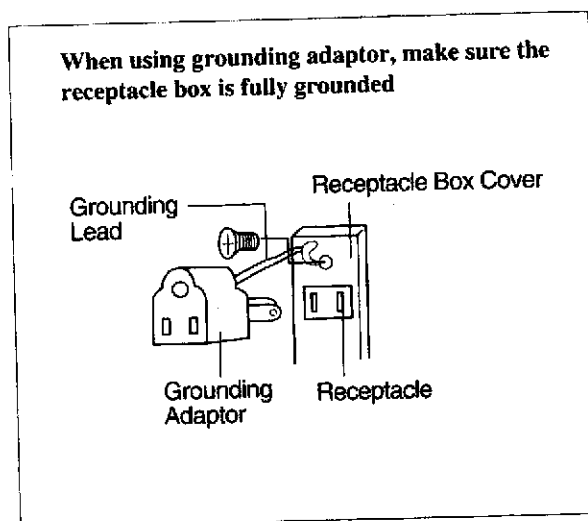 When using grounding adaptor, make sure the
receptacle box is fully grounded
Grounding
Lead
Receptacle Box Cover
Grounding
Adaptor
Receptacle